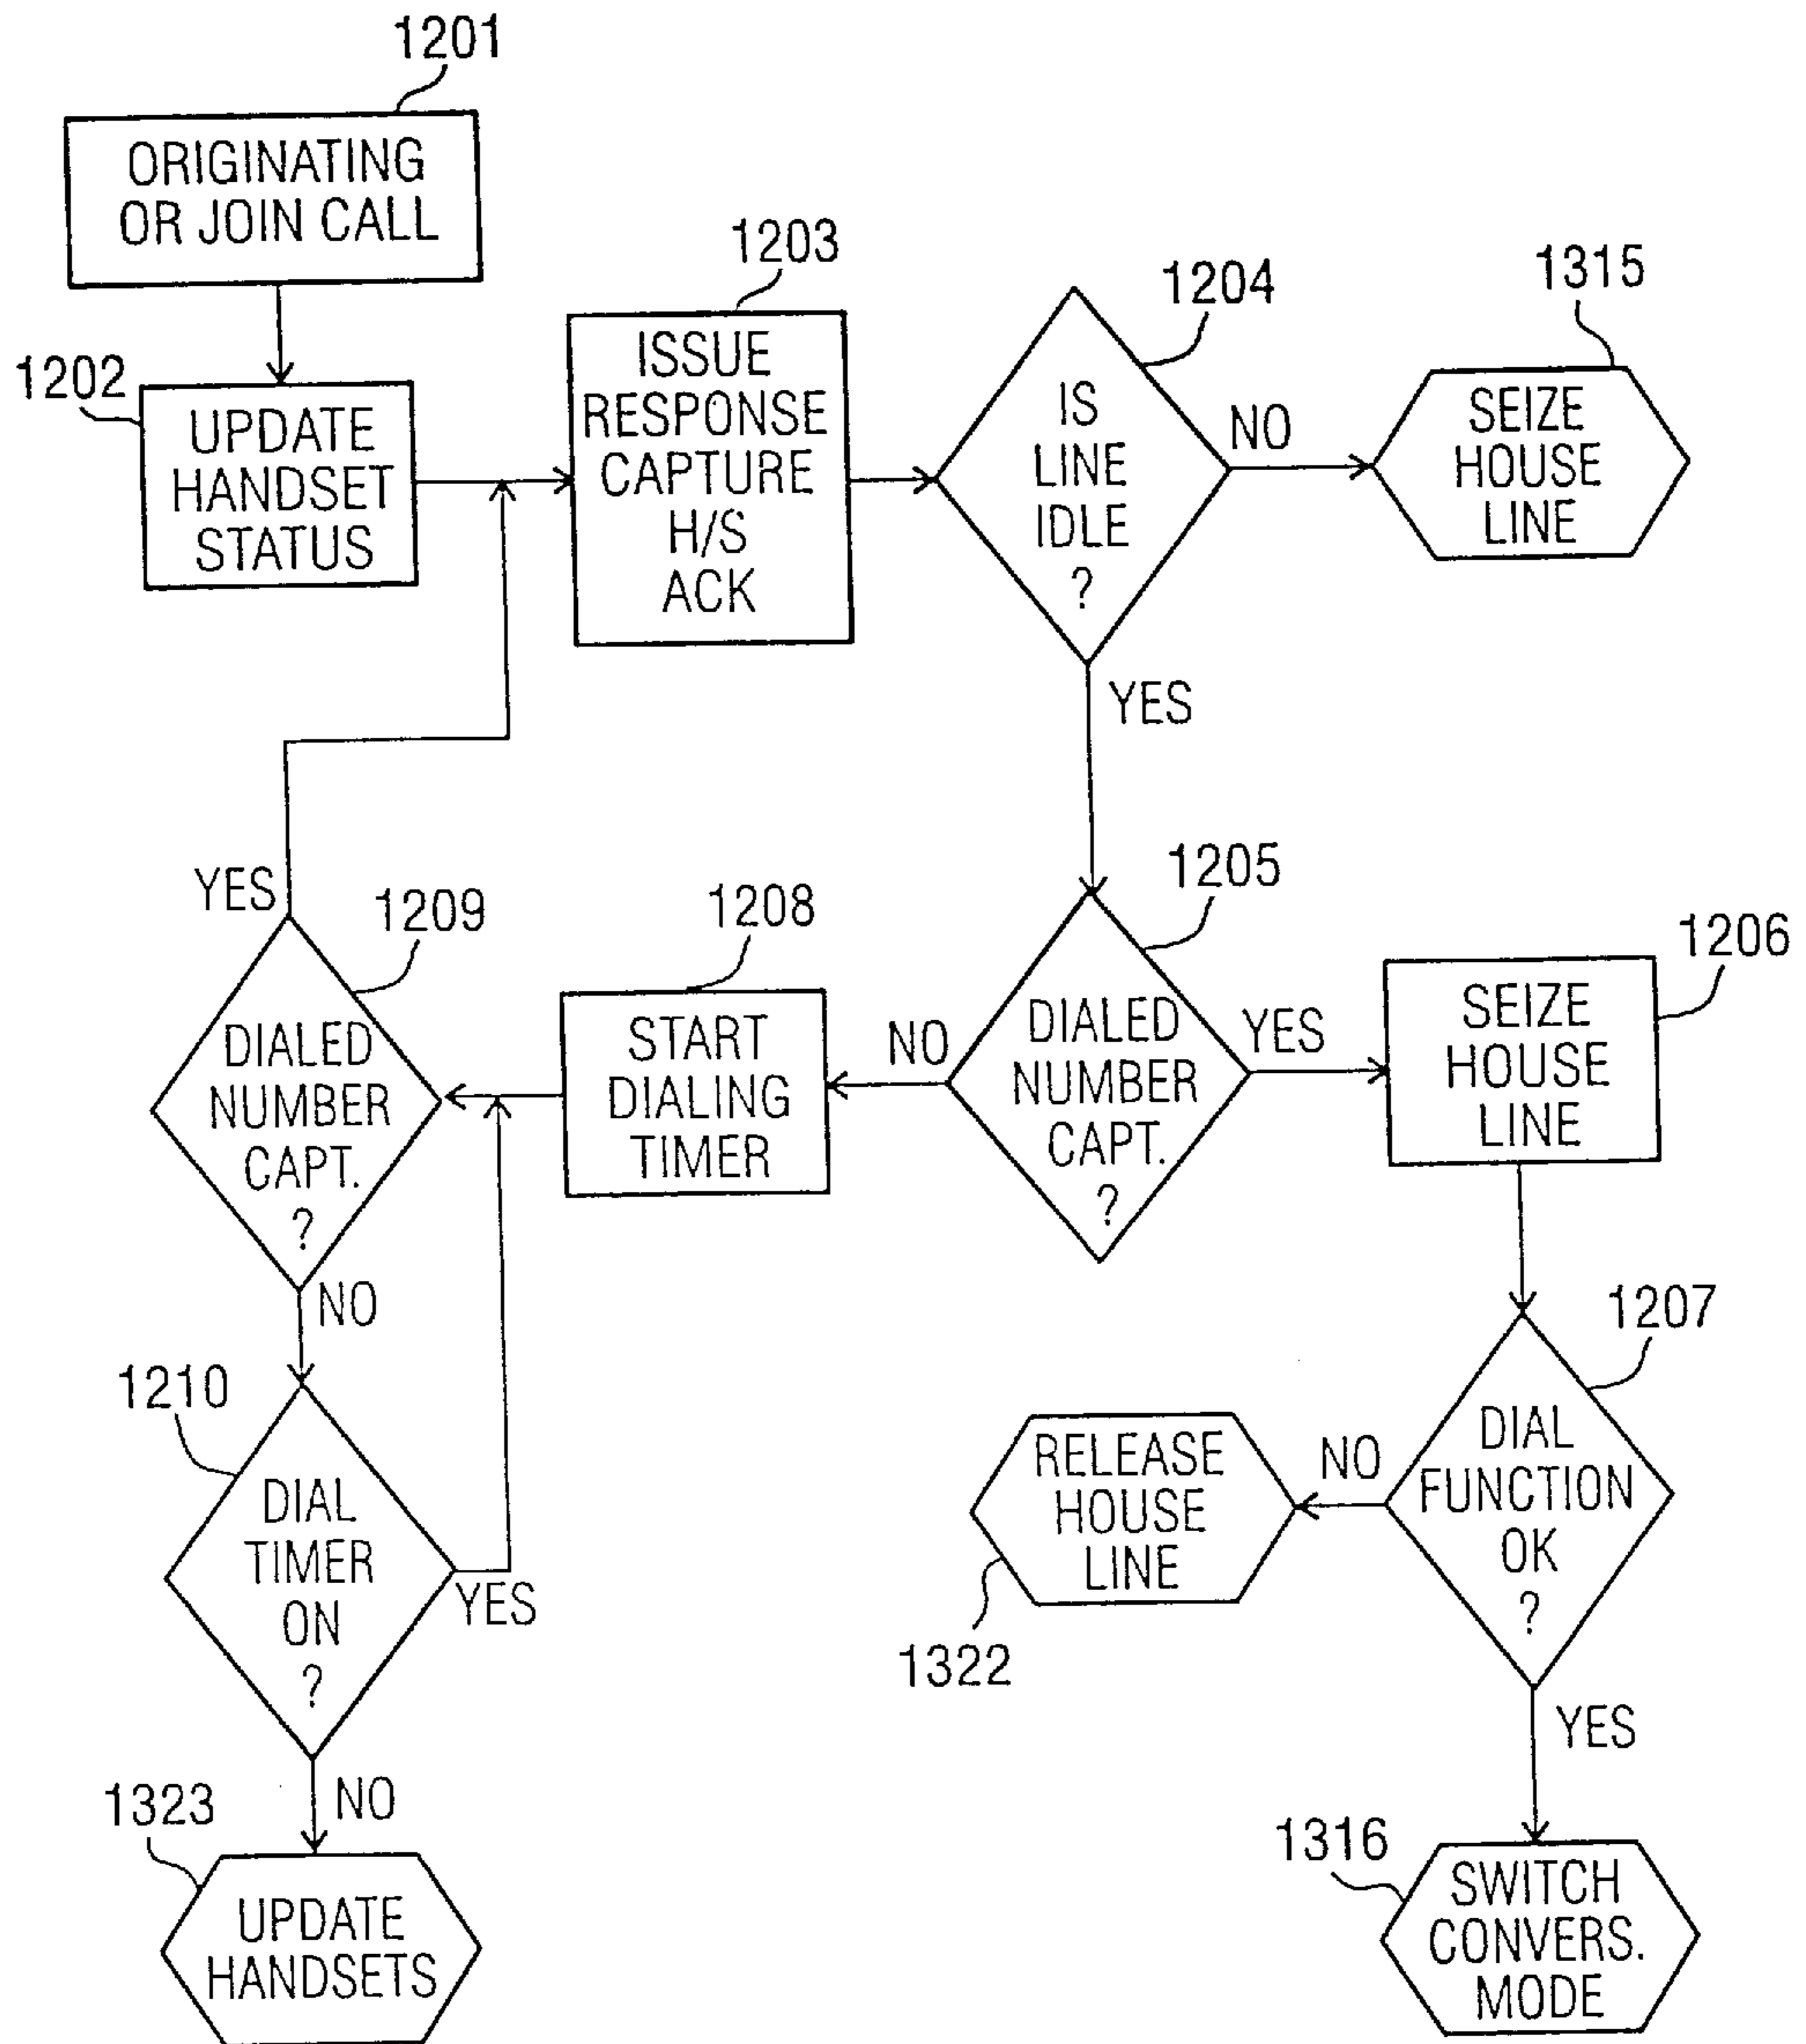 1201
ORIGINATING
OR JOIN CALL
1202
UPDATE
HANDSET
STATUS
1203
ISSUE
RESPONSE
CAPTURE
H/S
ACK
1204
IS
LINE
IDLE
?
NO
1315
SEIZE
HOUSE
LINE
YES
1205
DIALED
NUMBER
CAPT.
?
YES
1206
SEIZE
HOUSE
LINE
NO
1208
START
DIALING
TIMER
YES
1209
DIALED
NUMBER
CAPT.
?
NO
1210
DIAL
TIMER
ON
?
YES
NO
1323
UPDATE
HANDSETS
1207
DIAL
FUNCTION
OK
?
NO
RELEASE
HOUSE
LINE
1322
YES
1316
SWITCH
CONVERS.
MODE